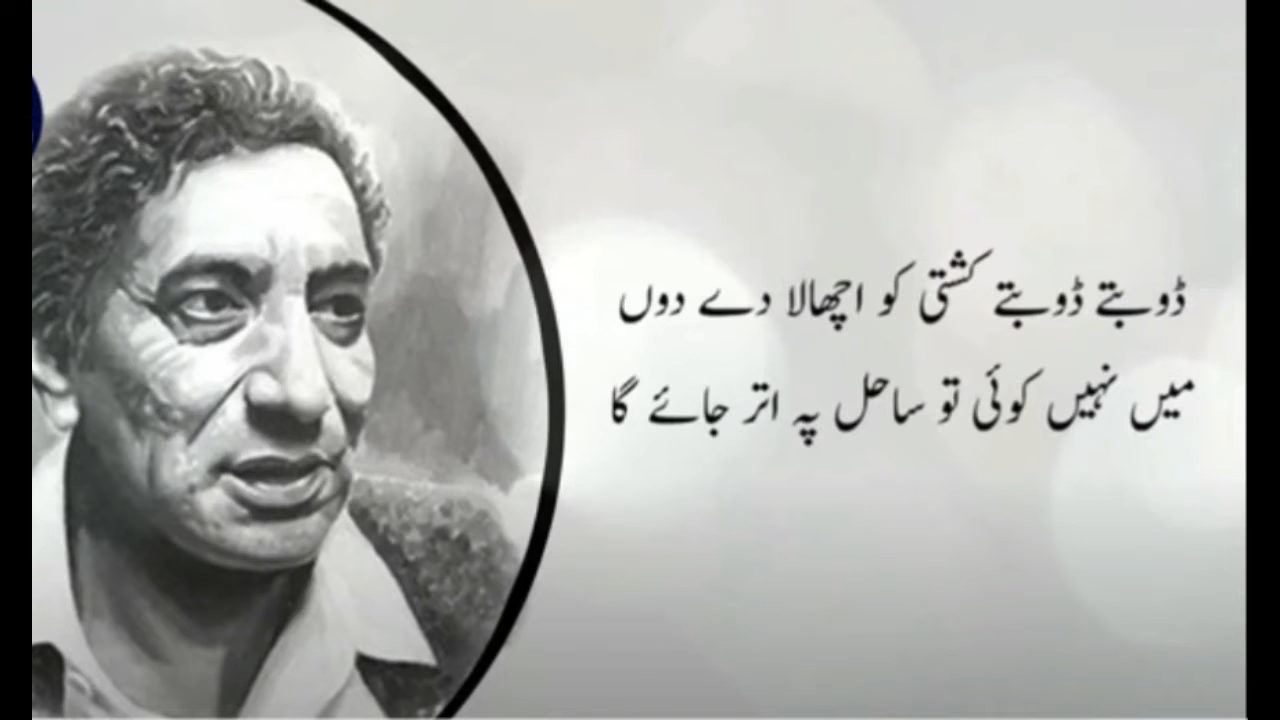 ڈوبتے ڈوبتے کشتی کو اچھالا دے دوں
میں نہیں کوئی تو ساحل پہ اتر جائے گا